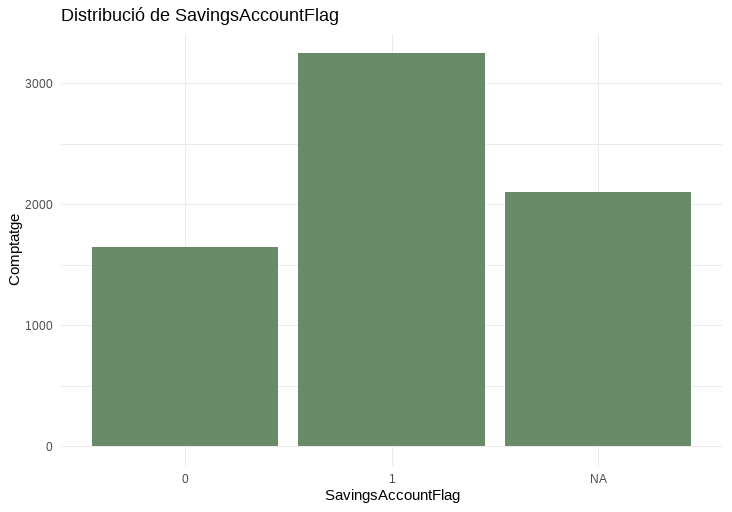 Distribució de SavingsAccountFlag
Comptatge
3000
2000
1000
0
0 1 NA
SavingsAccountFlag